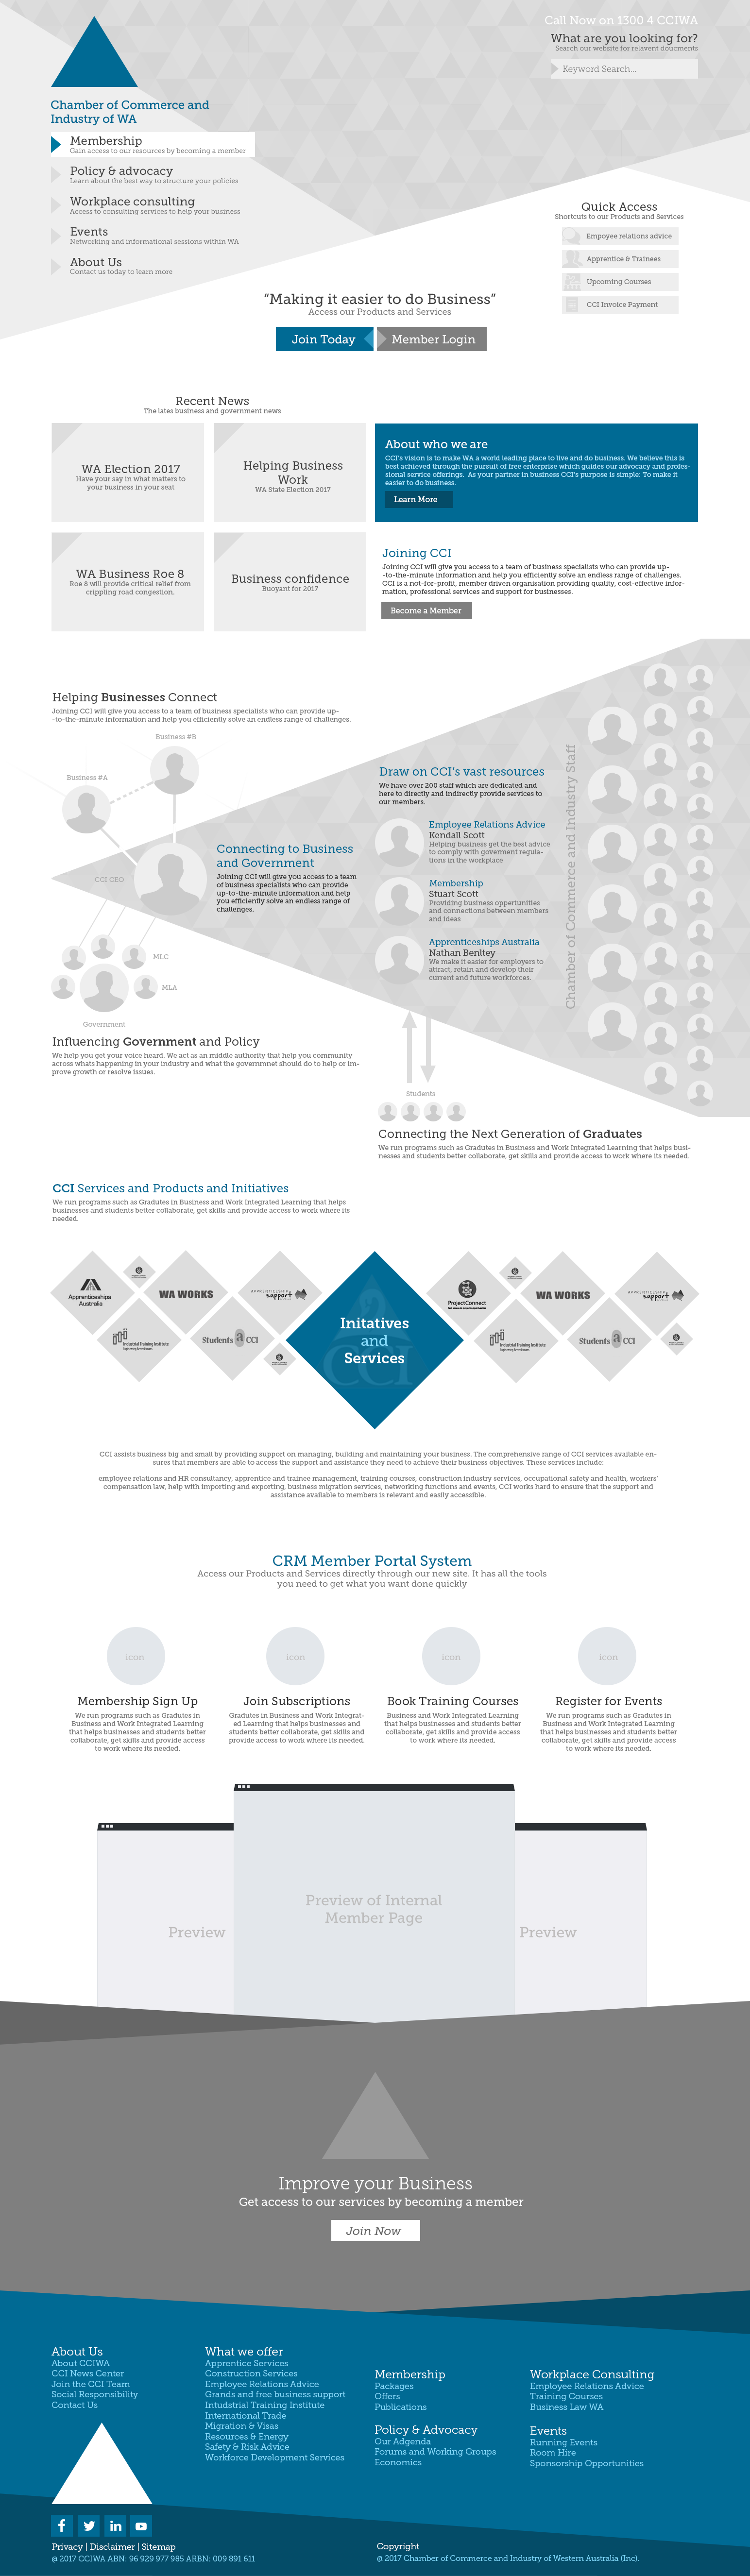 Call Now on 1300 4 CCIWA
What are you looking for?
Search our website for relavent doucments
Keyword Search...
Chamber of Commerce and
Industry of WA
Membership
Gain access to our resources by becoming a member
Policy & advocacy
Learn about the best way to structure your policies
Workplace consulting
Access to consulting services to help your business
Events
Networking and informational sessions within WA
About Us
Contact us today to learn more
Quick Access
Shortcuts to our Products and Services
Empoyee relations advice
Apprentice & Trainees
Upcoming Courses
CCI Invoice Payment
“Making it easier to do Business”
Access our Products and Services
Join Today
Member Login
Recent News
The lates business and government news
WA Election 2017
Have your say in what matters to
your business in your seat
Helping Business
Work
WA State Election 2017
WA Business Roe 8
Roe 8 will provide critical relief from
crippling road congestion.
Business confidence
Buoyant for 2017
About who we are
CCI’s vision is to make WA a world leading place to live and do business. We believe this is
best achieved through the pursuit of free enterprise which guides our advocacy and profes-
sional service offerings.  As your partner in business CCI’s purpose is simple: To make it
easier to do business.
Learn More
Joining CCI
Joining CCI will give you access to a team of business specialists who can provide up-
-to-the-minute information and help you efficiently solve an endless range of challenges.
CCI is a not-for-profit, member driven organisation providing quality, cost-effective infor-
mation, professional services and support for businesses.
Become a Member
Helping Businesses Connect
Joining CCI will give you access to a team of business specialists who can provide up-
-to-the-minute information and help you efficiently solve an endless range of challenges.
Business #B
Business #A
CCI CEO
Connecting to Business
and Government
Joining CCI will give you access to a team
of business specialists who can provide
up-to-the-minute information and help
you efficiently solve an endless range of
challenges.
MLC
MLA
Government
Influencing Government and Policy
We help you get your voice heard. We act as an middle authority that help you community
across whats happening in your industry and what the governmnet should do to help or im-
prove growth or resolve issues.
Draw on CCI’s vast resources
We have over 200 staff which are dedicated and
here to directly and indirectly provide services to
our members.
Employee Relations Advice
Kendall Scott
Helping business get the best advice
to comply with goverment regula-
tions in the workplace
Membership
Stuart Scott
Providing business oppertunities
and connections between members
and ideas
Apprenticeships Australia
Nathan Benltey
We make it easier for employers to
attract, retain and develop their
current and future workforces.
Chamber of Commerce and Industry Staff
Students
Connecting the Next Generation of Graduates
We run programs such as Gradutes in Business and Work Integrated Learning that helps busi-
nesses and students better collaborate, get skills and provide access to work where its needed.
CCI Services and Products and Initiatives
We run programs such as Gradutes in Business and Work Integrated Learning that helps
businesses and students better collaborate, get skills and provide access to work where its
needed.
Apprenticeships
Australia
WA WORKS
APPRENTICESHIP
support
Industrial Training Institute
Students @ CCI
Initatives
and
Services
CCI
ProjectConnect
WA WORKS
APPRENTICESHIP
support
Industrial Training Institute
Students @ CCI
CCI assists business big and small by providing support on managing, building and maintaining your business. The comprehensive range of CCI services available en-
sures that members are able to access the support and assistance they need to achieve their business objectives. These services include:
employee relations and HR consultancy, apprentice and trainee management, training courses, construction industry services, occupational safety and health, workers’
compensation law, help with importing and exporting, business migration services, networking functions and events, CCI works hard to ensure that the support and
assistance available to members is relevant and easily accessible..
CRM Member Portal System
Access our Products and Services directly through our new site. It has all the tools
you need to get what you want done quickly
icon
icon
icon
icon
Membership Sign Up
We run programs such as Gradutes in
Business and Work Integrated Learning
that helps businesses and students better
collaborate, get skills and provide access
to work where its needed.
Join Subscriptions
Gradutes in Business and Work Integrat-
ed Learning that helps businesses and
students better collaborate, get skills and
provide access to work where its needed.
Book Training Courses
Business and Work Integrated Learning
that helps businesses and students better
collaborate, get skills and provide access
to work where its needed.
Register for Events
We run programs such as Gradutes in
Business and Work Integrated Learning
that helps businesses and students better
collaborate, get skills and provide access
to work where its needed.
Preview
Preview of Internal
Member Page
Preview
Improve your Business
Get access to our services by becoming a member
Join Now
About Us
About CCIWA
CCI News Center
Join the CCI Team
Social Responsibility
Contact Us
What we offer
Apprentice Services
Construction Services
Employee Relations Advice
Grands and free business support
Intudstrial Training Institute
International Trade
Migration & Visas
Resources & Energy
Safety & Risk Advice
Workforce Development Services
Membership
Packages
Offers
Publications
Policy & Advocacy
Our Adgenda
Forums and Working Groups
Economics
Workplace Consulting
Employee Relations Advice
Training Courses
Business Law WA
Events
Running Events
Room Hire
Sponsorship Opportunities
Privacy | Disclaimer | Sitemap
@ 2017 CCIWA ABN: 96 929 977 985 ARBN: 009 891 611
Copyright
@ 2017 Chamber of Commerce and Industry of Western Australia (Inc).